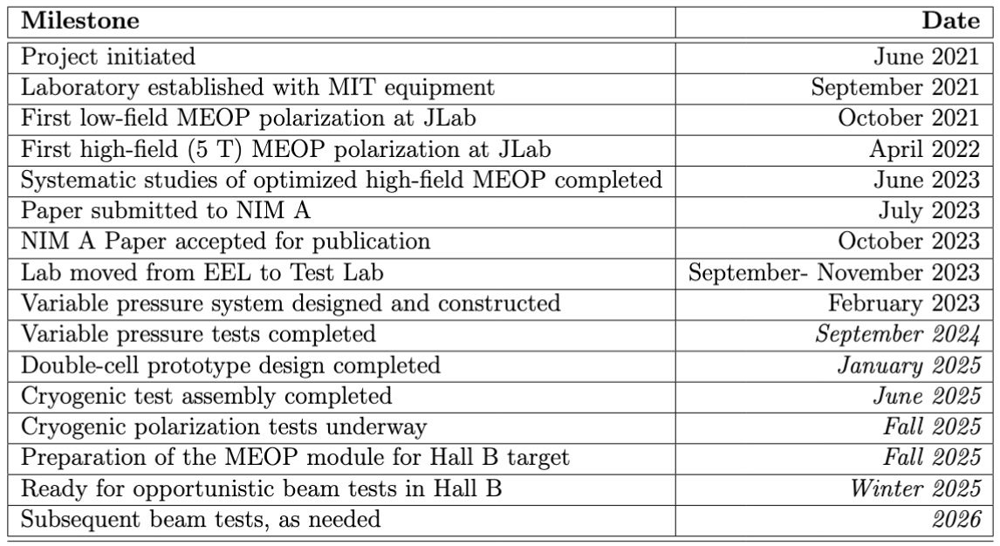 Milestone Date
Project initiated June 2021
Laboratory established with MIT equipment September 2021
First low-field MEOP polarization at JLab October 2021
First high-field (5 T) MEOP polarization at JLab April 2022
Systematic studies of optimized high-field MEOP completed June 2023
Paper submitted to NIM A July 2023
NIM A Paper accepted for publication October 2023
Lab moved from EEL to Test Lab September- November 2023
Variable pressure system designed and constructed February 2023
Variable pressure tests completed September 2024
Double-cell prototype design completed January 2025
Cryogenic test assembly completed June 2025
Cryogenic polarization tests underway Fall 2025
Preparation of the MEOP module for Hall B target Fall 2025
Ready for opportunistic beam tests in Hall B Winter 2025
Subsequent beam tests, as needed 2026